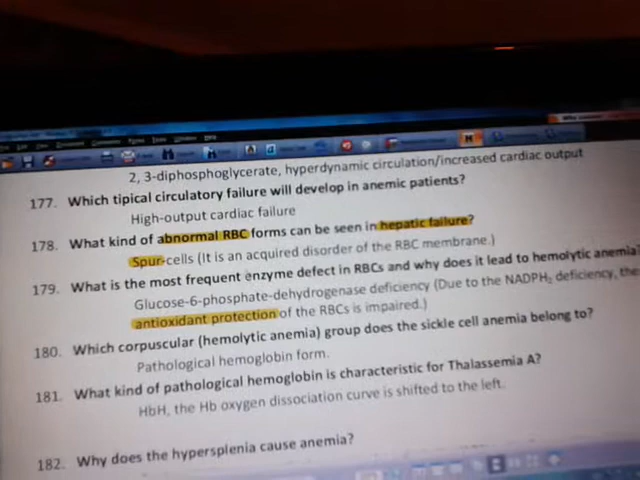 2, 3-diphosphoglycerate, hyperdynamic circulation/increased cardiac output
177. Which tipical circulatory failure will develop in anemic patients?
High-output cardiac failure
178. What kind of abnormal RBC forms can be seen in hepatic failure?
Spur-cells (It is an acquired disorder of the RBC membrane.)
179. What is the most frequent enzyme defect in RBCs and why does it lead to hemolytic anemia?
Glucose-6-phosphate-dehydrogenase deficiency (Due to the NADPH₂ deficiency, the
antioxidant protection of the RBCs is impaired.)
180. Which corpuscular (hemolytic anemia) group does the sickle cell anemia belong to?
Pathological hemoglobin form.
181. What kind of pathological hemoglobin is characteristic for Thalassemia A?
HbH, the Hb oxygen dissociation curve is shifted to the left.
182. Why does the hypersplenia cause anemia?